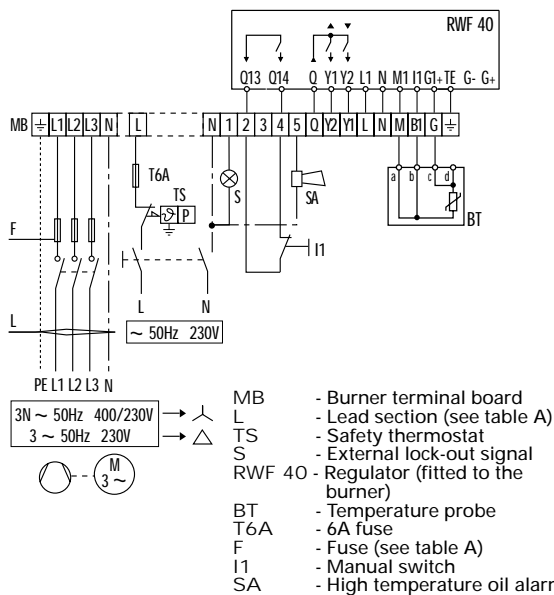 RWF 40
Q13 Q14 Q Y1 Y2 L1 N M1 I1 G1+ TE G- G+
MB L1 L2 L3 N L N 1 2 3 4 5 Q Y2 Y1 L N M B1 G
T6A
TS
P
S
SA
a b c d
BT
F
I1
L N
L
~ 50Hz 230V
PE L1 L2 L3 N
3N ~ 50Hz 400/230V
3 ~ 50Hz 230V
M
3 ~
MB - Burner terminal board
L - Lead section (see table A)
TS - Safety thermostat
S - External lock-out signal
RWF 40 - Regulator (fitted to the
burner)
BT - Temperature probe
T6A - 6A fuse
F - Fuse (see table A)
I1 - Manual switch
SA - High temperature oil alarm